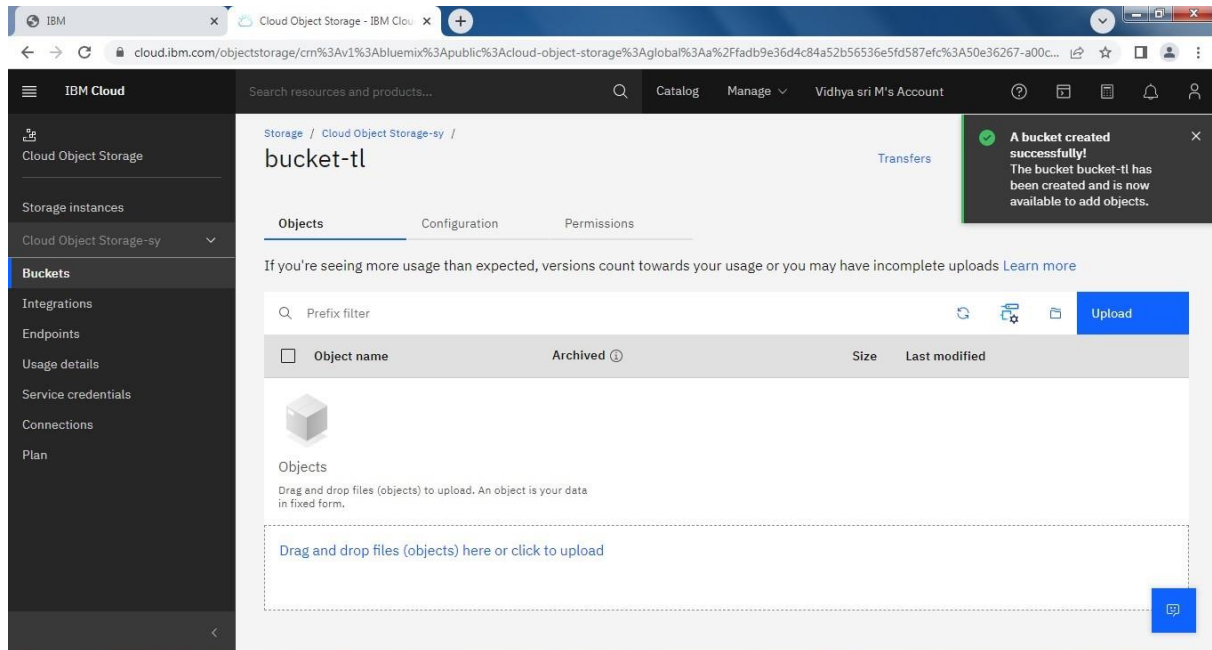 IBM
Cloud Object Storage - IBM Clou
cloud.ibm.com/objectstorage/crn%3Av1%3Abluemix%3Apublic%3Acloud-object-storage%3Aglobal%3Aa%2Ffadb9e36d4c84a52b56536e5fd587efc%3A50e36267-a00c...
IBM Cloud
Search resources and products...
Catalog
Manage
Vidhya sri M's Account
Cloud Object Storage
Storage instances
Cloud Object Storage-sy
Buckets
Integrations
Endpoints
Usage details
Service credentials
Connections
Plan
Storage / Cloud Object Storage-sy /
bucket-tl
Transfers
A bucket created
successfully!
The bucket bucket-tl has
been created and is now
available to add objects.
Objects
Configuration
Permissions
If you're seeing more usage than expected, versions count towards your usage or you may have incomplete uploads Learn more
Prefix filter
Upload
Object name
Archived
Size
Last modified
Objects
Drag and drop files (objects) to upload. An object is your data
in fixed form.
Drag and drop files (objects) here or click to upload